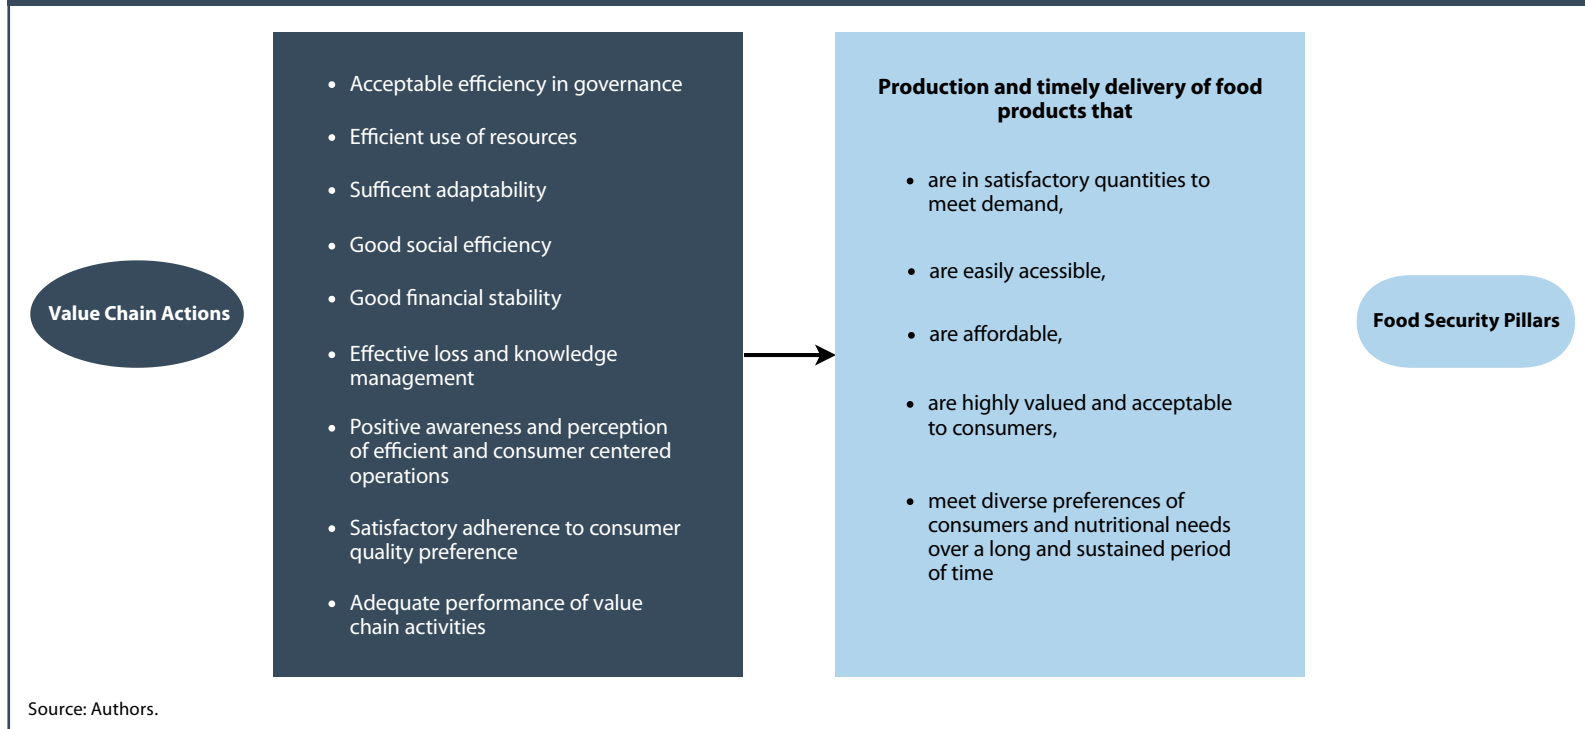 Value Chain Actions
• Acceptable efficiency in governance
• Efficient use of resources
• Sufficent adaptability
• Good social efficiency
• Good financial stability
• Effective loss and knowledge
management
• Positive awareness and perception
of efficient and consumer centered
operations
• Satisfactory adherence to consumer
quality preference
• Adequate performance of value
chain activities
Production and timely delivery of food
products that
• are in satisfactory quantities to
meet demand,
• are easily acessible,
• are affordable,
• are highly valued and acceptable
to consumers,
• meet diverse preferences of
consumers and nutritional needs
over a long and sustained period
of time
Food Security Pillars
Source: Authors.